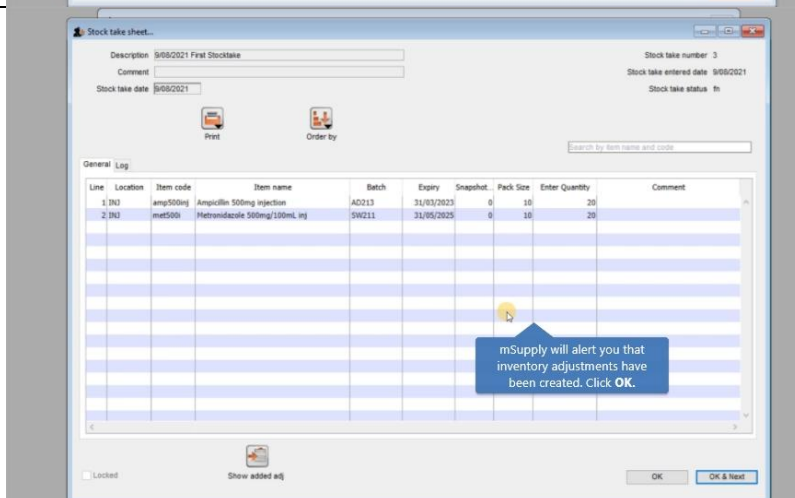 Stock take sheet...
Description 9/08/2021 First Stocktake
Stock take number 3
Comment
Stock take entered date 9/08/2021
Stock take date 9/08/2021
Stock take status fn
Print
Order by
Search by item name and code
General Log
Line Location Item code Item name Batch Expiry Snapshot... Pack Size Enter Quantity Comment
1 INJ amp500inj Ampicillin 500mg injection AD213 31/03/2023 0 10 20
2 INJ met500i Metronidazole 500mg/100mL inj SW211 31/05/2025 0 10 20
mSupply will alert you that
inventory adjustments have
been created. Click OK.
Locked
Show added adj
OK
OK & Next